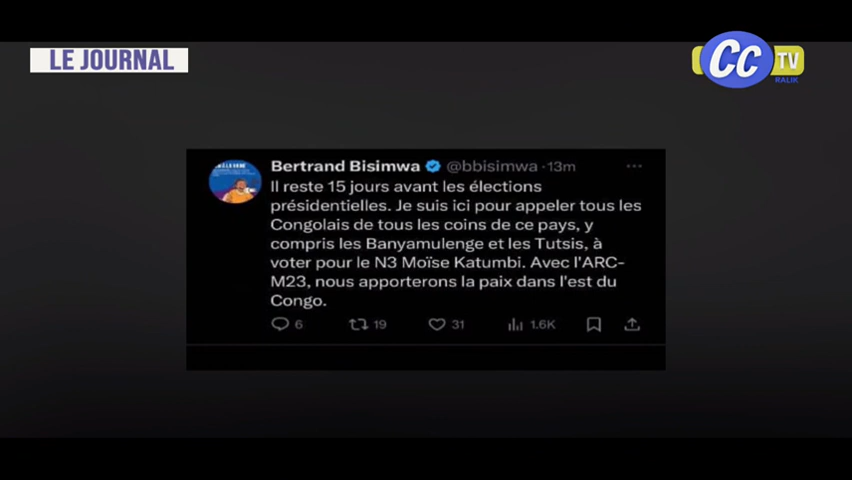 LE JOURNAL
CC TV
RALIK
Bertrand Bisimwa @bbisimwa · 13m
Il reste 15 jours avant les élections
présidentielles. Je suis ici pour appeler tous les
Congolais de tous les coins de ce pays, y
compris les Banyamulenge et les Tutsis, à
voter pour le N3 Moïse Katumbi. Avec l'ARC-
M23, nous apporterons la paix dans l'est du
Congo.
6 19 31 1.6K